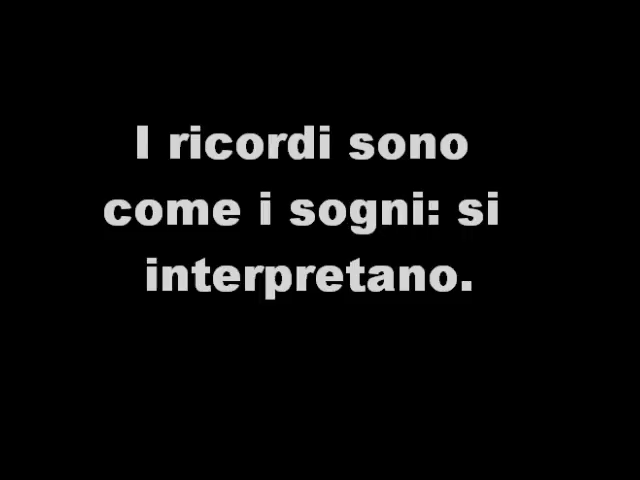 I ricordi sono
come i sogni: si
interpretano.